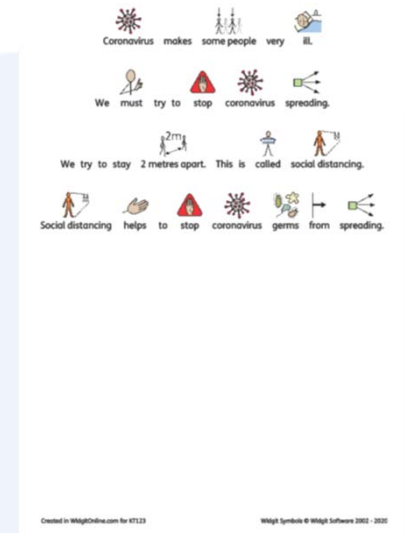 Coronavirus makes some people very ill.
We must try to stop coronavirus spreading.
2m
We try to stay 2 metres apart. This is called social distancing.
Social distancing helps to stop coronavirus germs from spreading.
Created in WidgitOnline.com for KT123 Widgit Symbols © Widgit Software 2002 - 2020